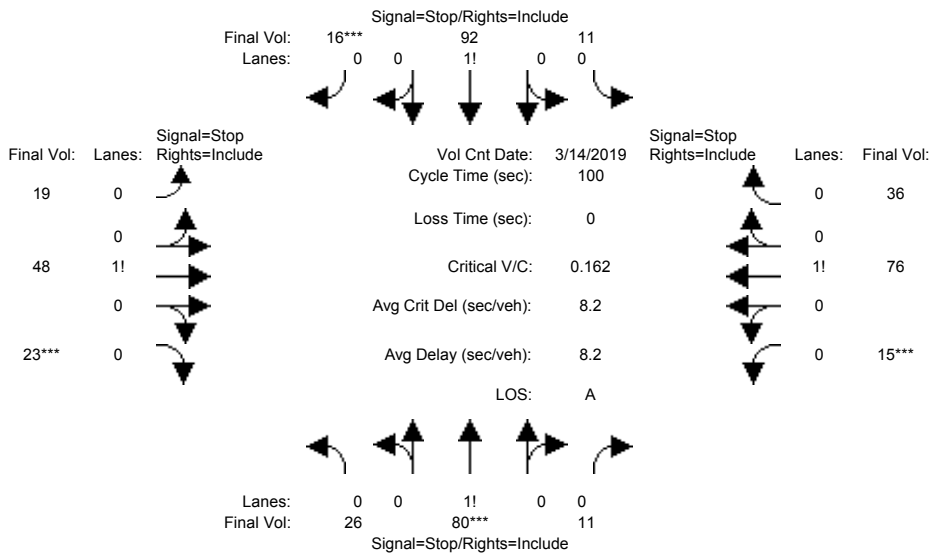 Signal=Stop/Rights=Include
Final Vol: 16*** 92 11
Lanes: 0 0 1! 0 0
Signal=Stop Signal=Stop
Final Vol: Lanes: Rights=Include Vol Cnt Date: 3/14/2019 Rights=Include Lanes: Final Vol:
Cycle Time (sec): 100
19 0 0 36
Loss Time (sec): 0
0 0
48 1! Critical V/C: 0.162 1! 76
0 Avg Crit Del (sec/veh): 8.2 0
23*** 0 Avg Delay (sec/veh): 8.2 0 15***
LOS: A
Lanes: 0 0 1! 0 0
Final Vol: 26 80*** 11
Signal=Stop/Rights=Include